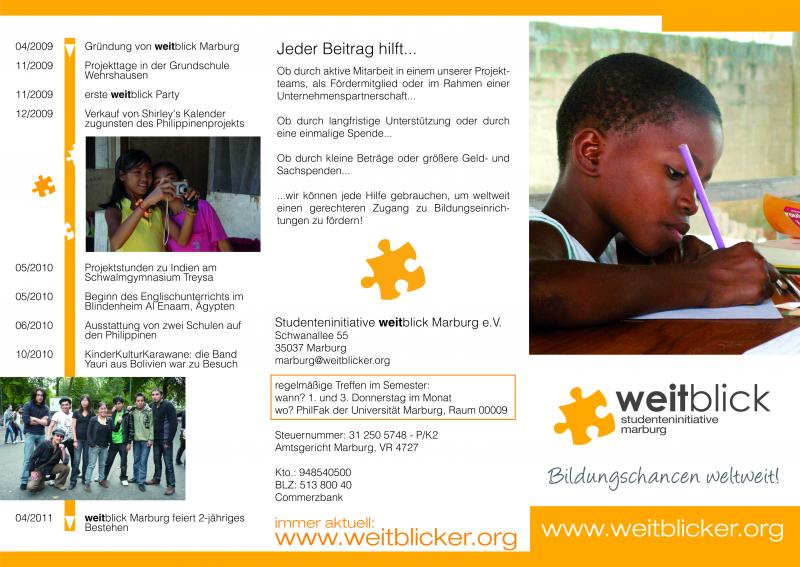 04/2009 Gründung von weitblick Marburg
11/2009 Projekttage in der Grundschule
Wehrshausen
11/2009 erste weitblick Party
12/2009 Verkauf von Shirley's Kalender
zugunsten des Philippinenprojekts
05/2010 Projektstunden zu Indien am
Schwalmgymnasium Treysa
05/2010 Beginn des Englischunterrichts im
Blindenheim Al Enaam, Ägypten
06/2010 Ausstattung von zwei Schulen auf
den Philippinen
10/2010 KinderKulturKarawane: die Band
Yauri aus Bolivien war zu Besuch
04/2011 weitblick Marburg feiert 2-jähriges
Bestehen
Jeder Beitrag hilft...
Ob durch aktive Mitarbeit in einem unserer Projekt-
teams, als Fördermitglied oder im Rahmen einer
Unternehmenspartnerschaft...
Ob durch langfristige Unterstützung oder durch
eine einmalige Spende...
Ob durch kleine Beträge oder größere Geld- und
Sachspenden...
...wir können jede Hilfe gebrauchen, um weltweit
einen gerechteren Zugang zu Bildungseinrich-
tungen zu fördern!
Studenteninitiative weitblick Marburg e.V.
Schwanallee 55
35037 Marburg
marburg@weitblicker.org
regelmäßige Treffen im Semester:
wann? 1. und 3. Donnerstag im Monat
wo? PhilFak der Universität Marburg, Raum 00009
Steuernummer: 31 250 5748 - P/K2
Amtsgericht Marburg, VR 4727
Kto.: 948540500
BLZ: 513 800 40
Commerzbank
immer aktuell:
www.weitblicker.org
weitblick
studenteninitiative
marburg
Bildungschancen weltweit!
www.weitblicker.org